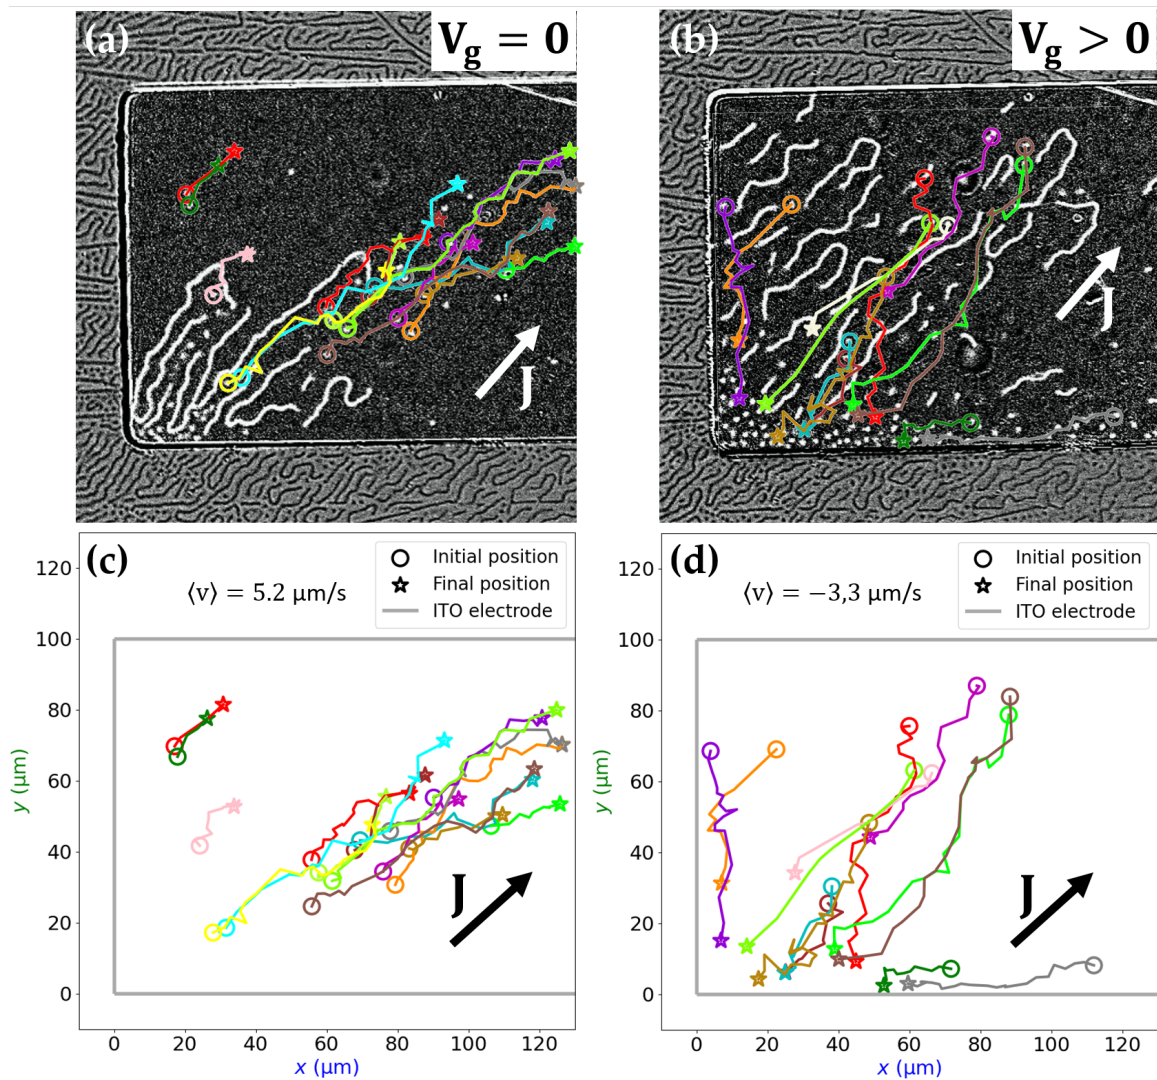 (a)
V_g = 0
J
(b)
V_g > 0
J
(c)
Initial position
Final position
ITO electrode
⟨v⟩ = 5.2 μm/s
J
120
100
80
60
40
20
0
y (μm)
0 20 40 60 80 100 120
x (μm)
(d)
Initial position
Final position
ITO electrode
⟨v⟩ = −3,3 μm/s
J
120
100
80
60
40
20
0
y (μm)
0 20 40 60 80 100 120
x (μm)